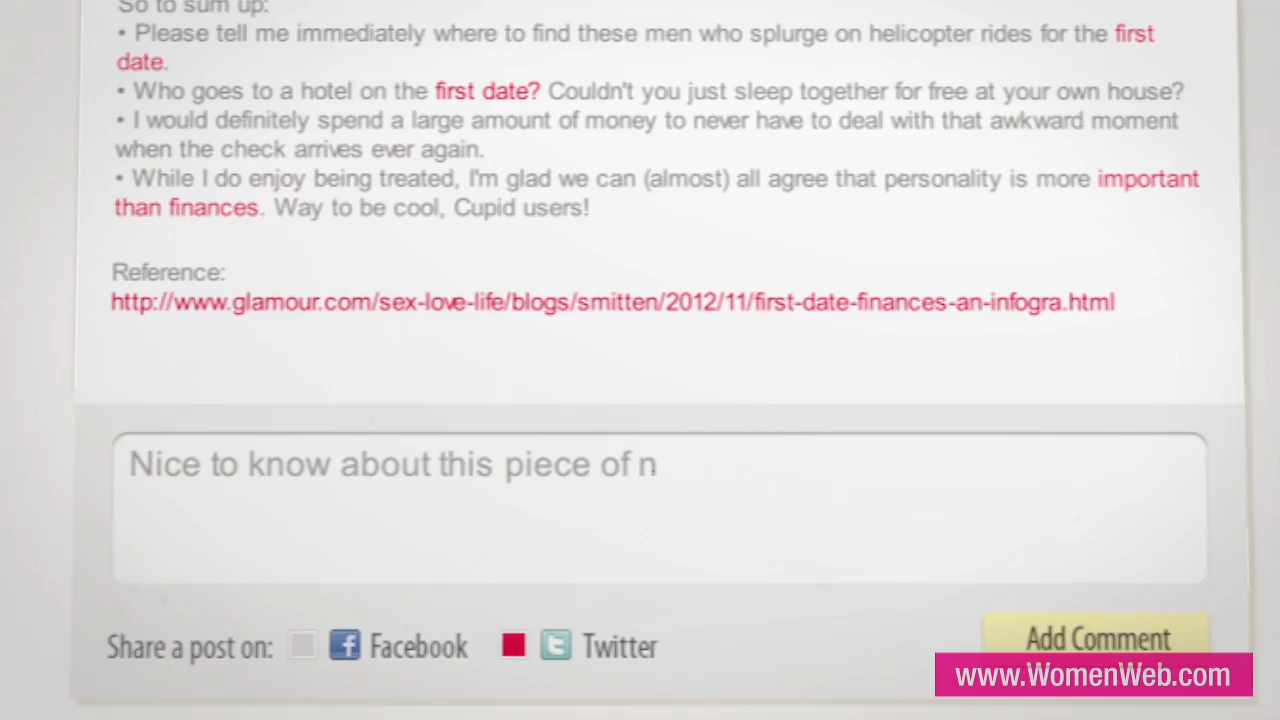 So to sum up:
• Please tell me immediately where to find these men who splurge on helicopter rides for the first
date.
• Who goes to a hotel on the first date? Couldn't you just sleep together for free at your own house?
• I would definitely spend a large amount of money to never have to deal with that awkward moment
when the check arrives ever again.
• While I do enjoy being treated, I'm glad we can (almost) all agree that personality is more important
than finances. Way to be cool, Cupid users!
Reference:
http://www.glamour.com/sex-love-life/blogs/smitten/2012/11/first-date-finances-an-infogra.html
Nice to know about this piece of n
Share a post on: Facebook Twitter
Add Comment
www.WomenWeb.com